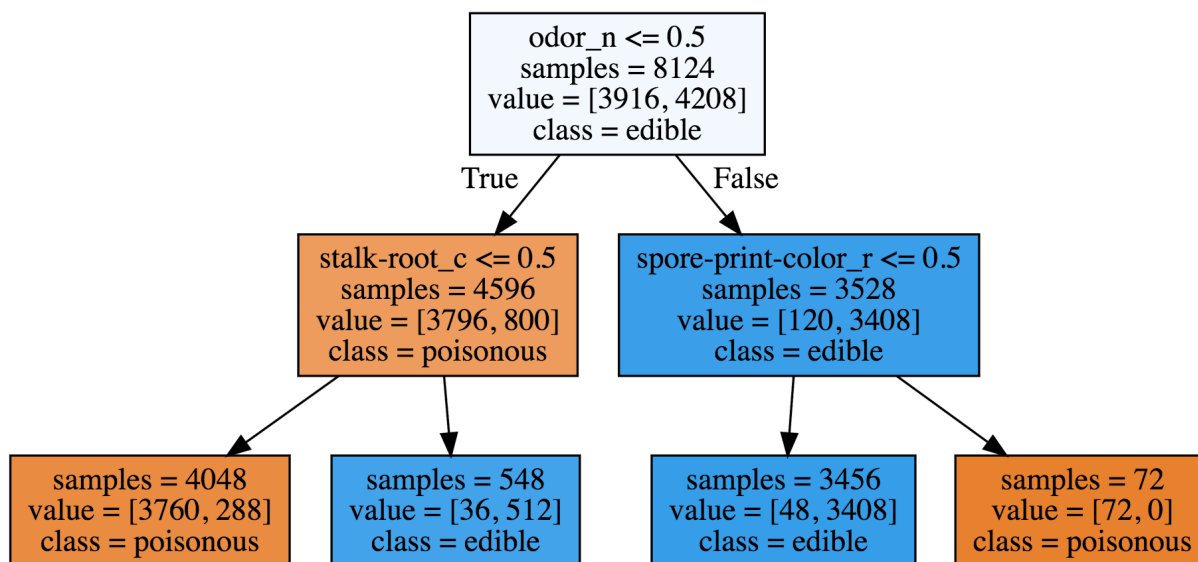 odor_n <= 0.5
samples = 8124
value = [3916, 4208]
class = edible
True
False
stalk-root_c <= 0.5
samples = 4596
value = [3796, 800]
class = poisonous
spore-print-color_r <= 0.5
samples = 3528
value = [120, 3408]
class = edible
samples = 4048
value = [3760, 288]
class = poisonous
samples = 548
value = [36, 512]
class = edible
samples = 3456
value = [48, 3408]
class = edible
samples = 72
value = [72, 0]
class = poisonous